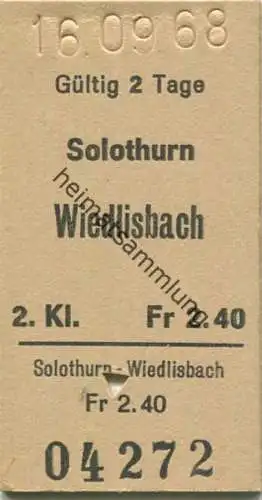 16.09 68
Gültig 2 Tage
Solothurn
Wiedlisbach
heimatsammlung.de
2. Kl. Fr 2.40
Solothurn - Wiedlisbach
Fr 2.40
04272